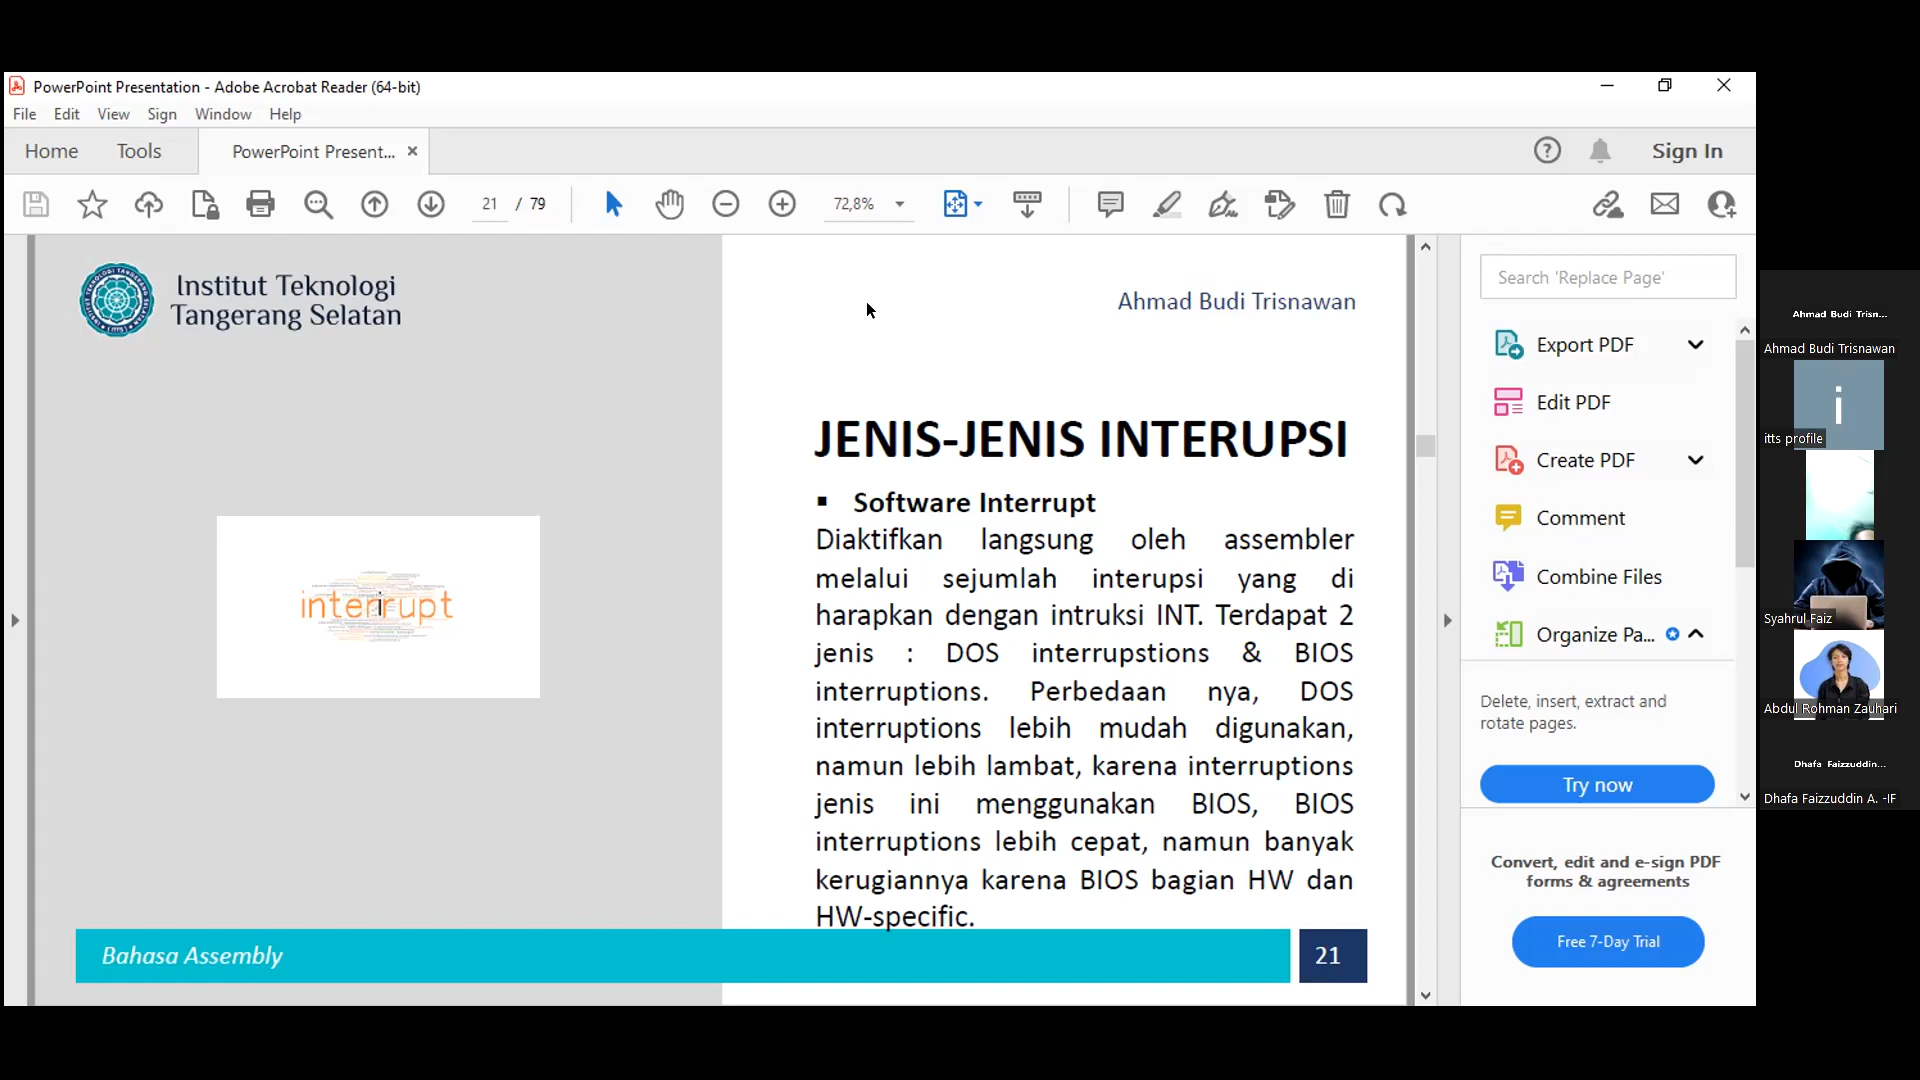 PowerPoint Presentation - Adobe Acrobat Reader (64-bit)
File Edit View Sign Window Help
Home Tools PowerPoint Present... Sign In
21 / 79 72,8%
Institut Teknologi
Tangerang Selatan
Ahmad Budi Trisnawan
interrupt
JENIS-JENIS INTERUPSI
▪ Software Interrupt
Diaktifkan langsung oleh assembler
melalui sejumlah interupsi yang di
harapkan dengan intruksi INT. Terdapat 2
jenis : DOS interrupstions & BIOS
interruptions. Perbedaan nya, DOS
interruptions lebih mudah digunakan,
namun lebih lambat, karena interruptions
jenis ini menggunakan BIOS, BIOS
interruptions lebih cepat, namun banyak
kerugiannya karena BIOS bagian HW dan
HW-specific.
Bahasa Assembly
21
Search 'Replace Page'
Export PDF
Edit PDF
Create PDF
Comment
Combine Files
Organize Pa...
Delete, insert, extract and
rotate pages.
Try now
Convert, edit and e-sign PDF
forms & agreements
Free 7-Day Trial
Ahmad Budi Trisn...
Ahmad Budi Trisnawan
i
itts profile
Syahrul Faiz
Abdul Rohman Zauhari
Dhafa Faizzuddin...
Dhafa Faizzuddin A. -IF